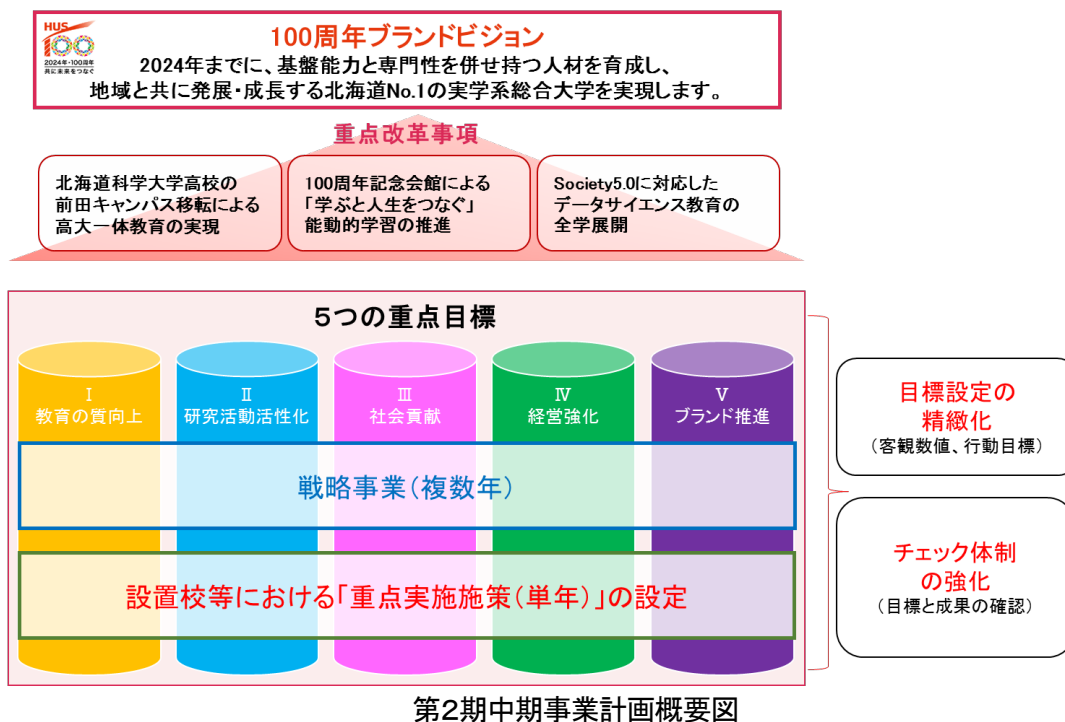 HUS
100
2024年・100周年
共に未来をつなぐ
100周年ブランドビジョン
2024年までに、基盤能力と専門性を併せ持つ人材を育成し、
地域と共に発展・成長する北海道No.1の実学系総合大学を実現します。
重点改革事項
北海道科学大学高校の
前田キャンパス移転による
高大一体教育の実現
100周年記念会館による
「学ぶと人生をつなぐ」
能動的学習の推進
Society5.0に対応した
データサイエンス教育の
全学展開
5つの重点目標
Ⅰ
教育の質向上
Ⅱ
研究活動活性化
Ⅲ
社会貢献
Ⅳ
経営強化
Ⅴ
ブランド推進
戦略事業(複数年)
設置校等における「重点実施施策(単年)」の設定
目標設定の
精緻化
(客観数値、行動目標)
チェック体制
の強化
(目標と成果の確認)
第2期中期事業計画概要図